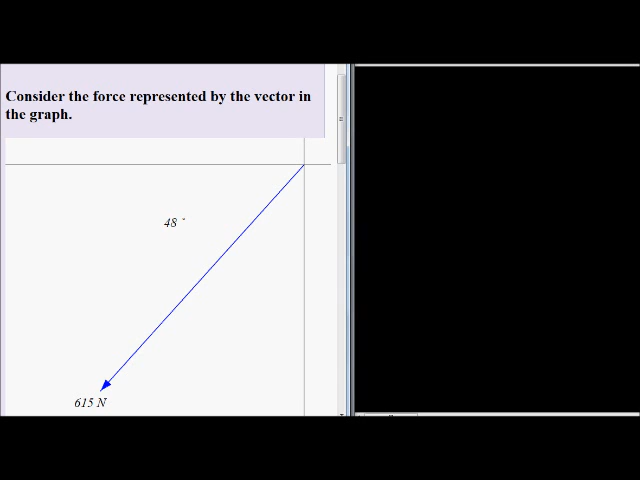 Consider the force represented by the vector in
the graph.
48 °
615 N